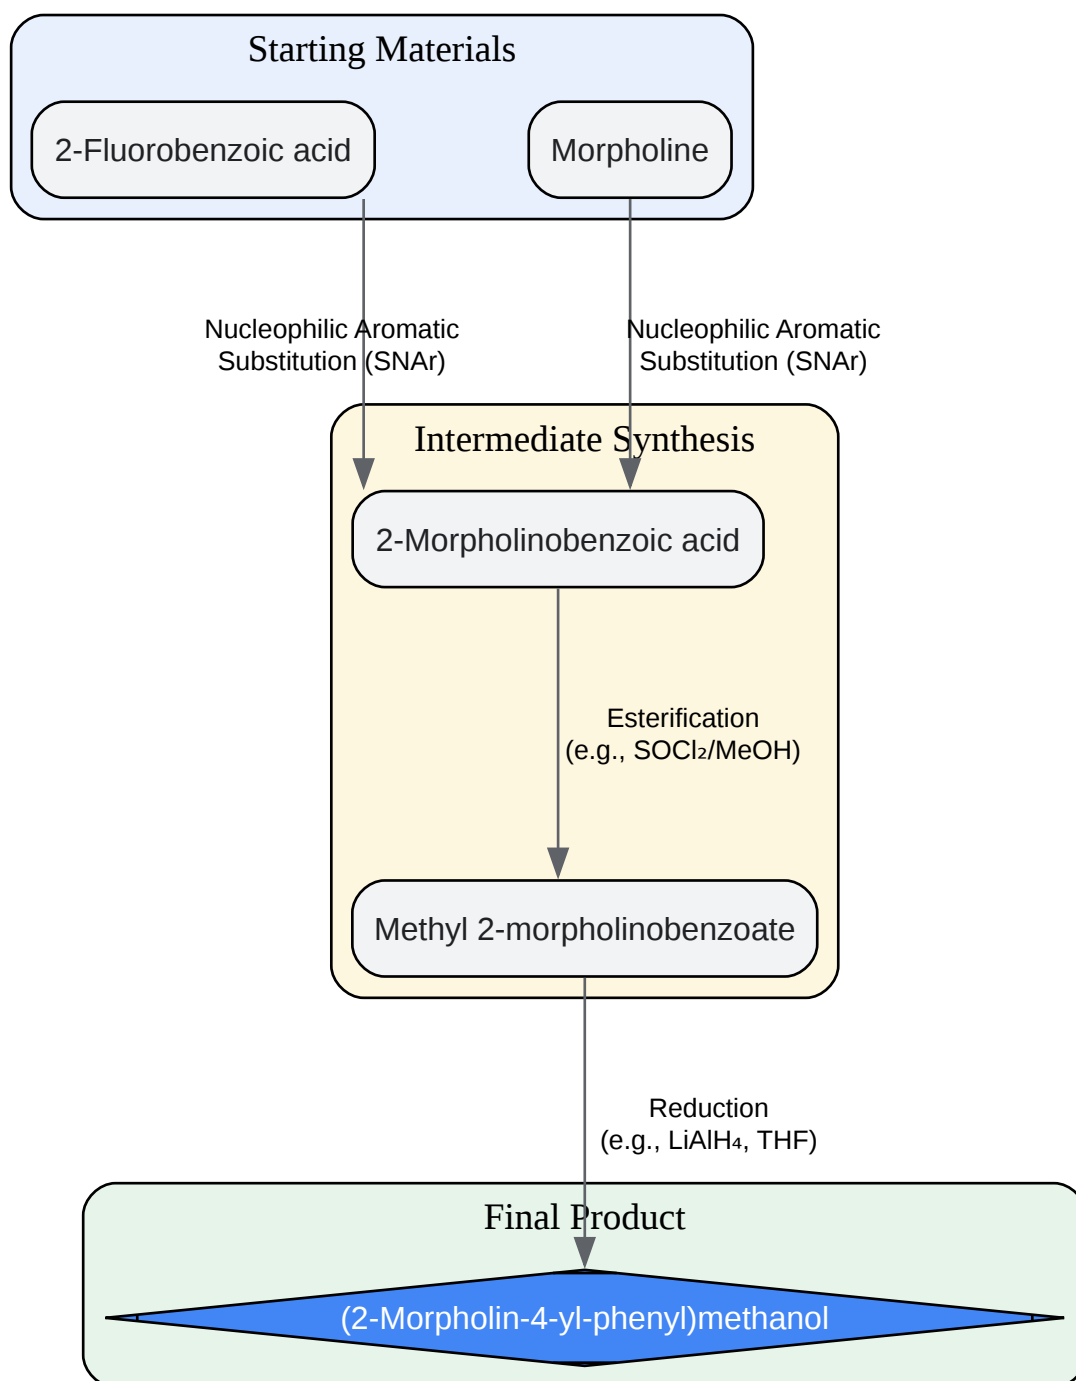 Starting Materials
2-Fluorobenzoic acid
Morpholine
Nucleophilic Aromatic
Substitution (SNAr)
Nucleophilic Aromatic
Substitution (SNAr)
Intermediate Synthesis
2-Morpholinobenzoic acid
Esterification
(e.g., SOCl₂/MeOH)
Methyl 2-morpholinobenzoate
Reduction
(e.g., LiAlH₄, THF)
Final Product
(2-Morpholin-4-yl-phenyl)methanol